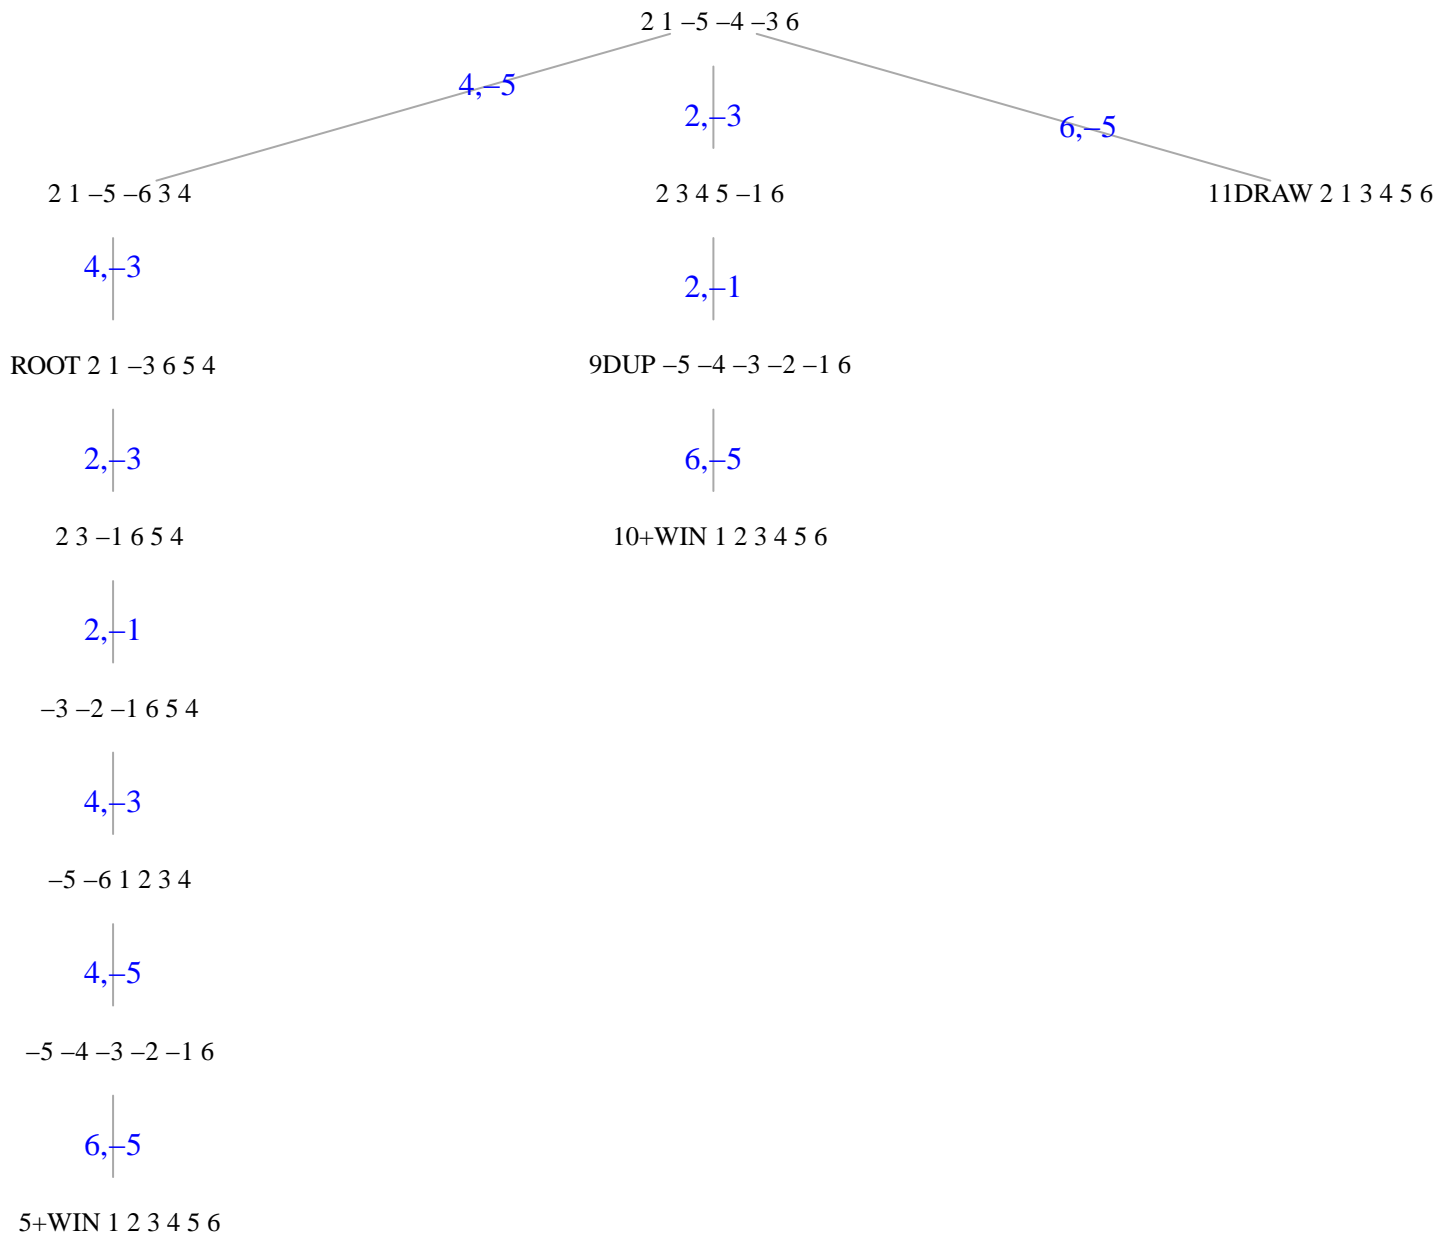 2 1 –5 –4 –3 6
4,–5
2,–3
6,–5
2 1 –5 –6 3 4
2 3 4 5 –1 6
11DRAW 2 1 3 4 5 6
4,–3
2,–1
ROOT 2 1 –3 6 5 4
9DUP –5 –4 –3 –2 –1 6
2,–3
6,–5
2 3 –1 6 5 4
10+WIN 1 2 3 4 5 6
2,–1
–3 –2 –1 6 5 4
4,–3
–5 –6 1 2 3 4
4,–5
–5 –4 –3 –2 –1 6
6,–5
5+WIN 1 2 3 4 5 6